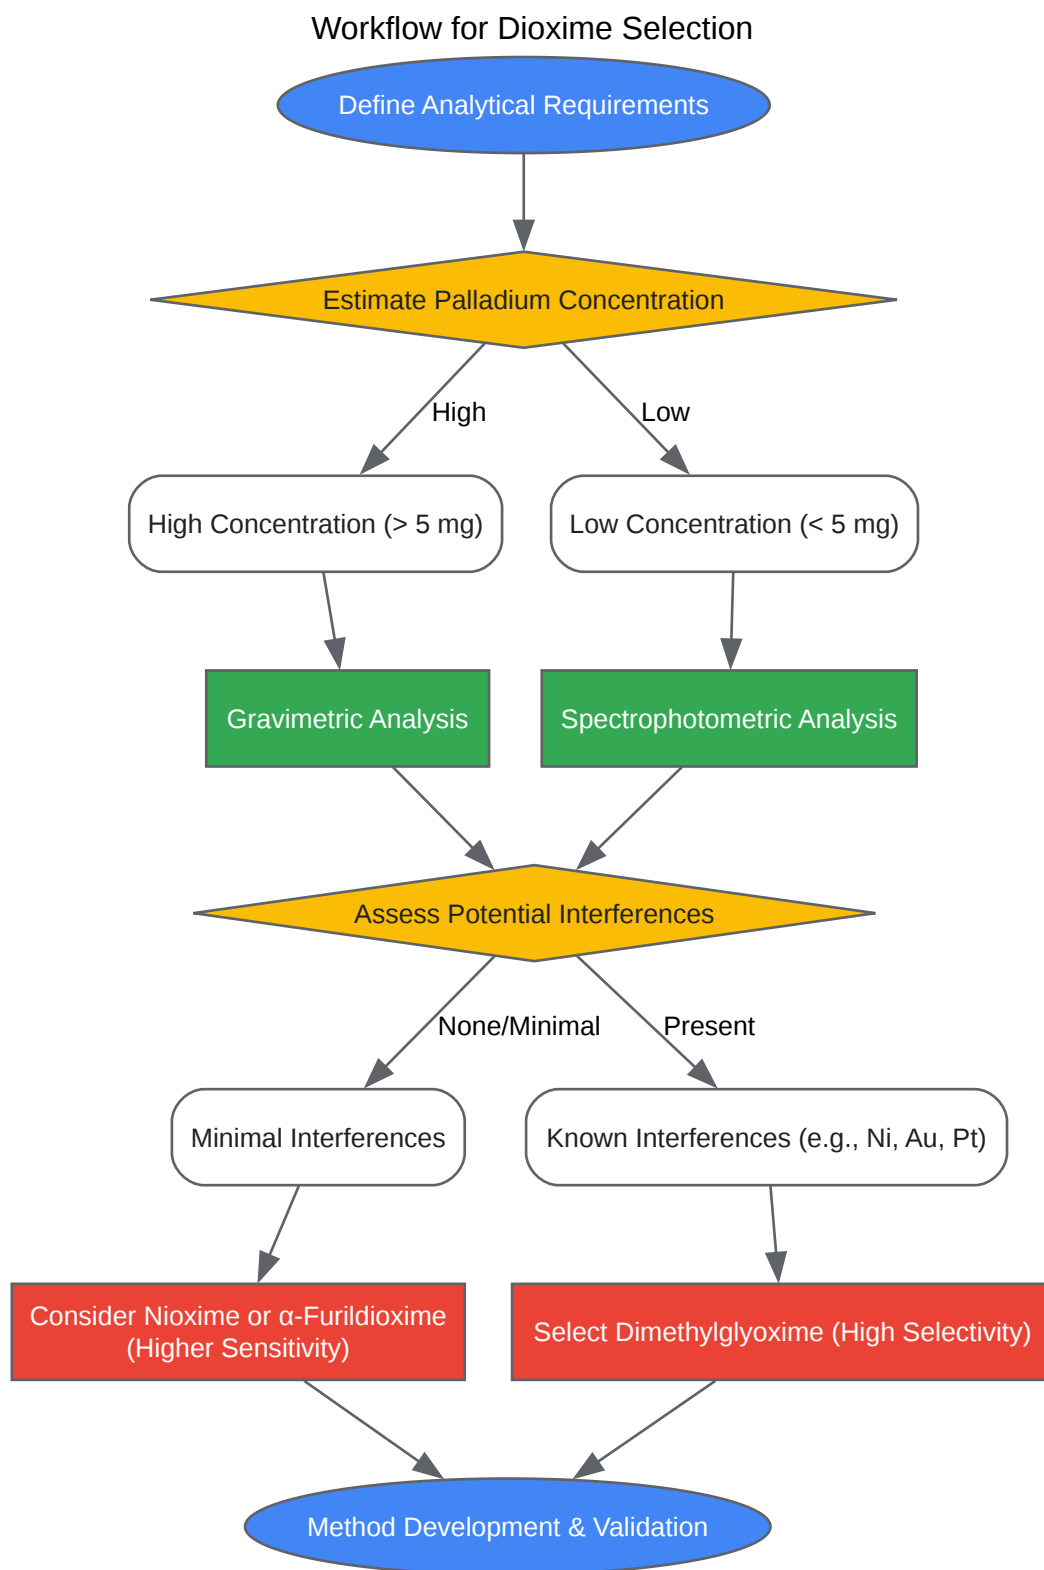 Workflow for Dioxime Selection
Define Analytical Requirements
Estimate Palladium Concentration
High
Low
High Concentration (> 5 mg)
Low Concentration (< 5 mg)
Gravimetric Analysis
Spectrophotometric Analysis
Assess Potential Interferences
None/Minimal
Present
Minimal Interferences
Known Interferences (e.g., Ni, Au, Pt)
Consider Nioxime or α-Furildioxime
(Higher Sensitivity)
Select Dimethylglyoxime (High Selectivity)
Method Development & Validation